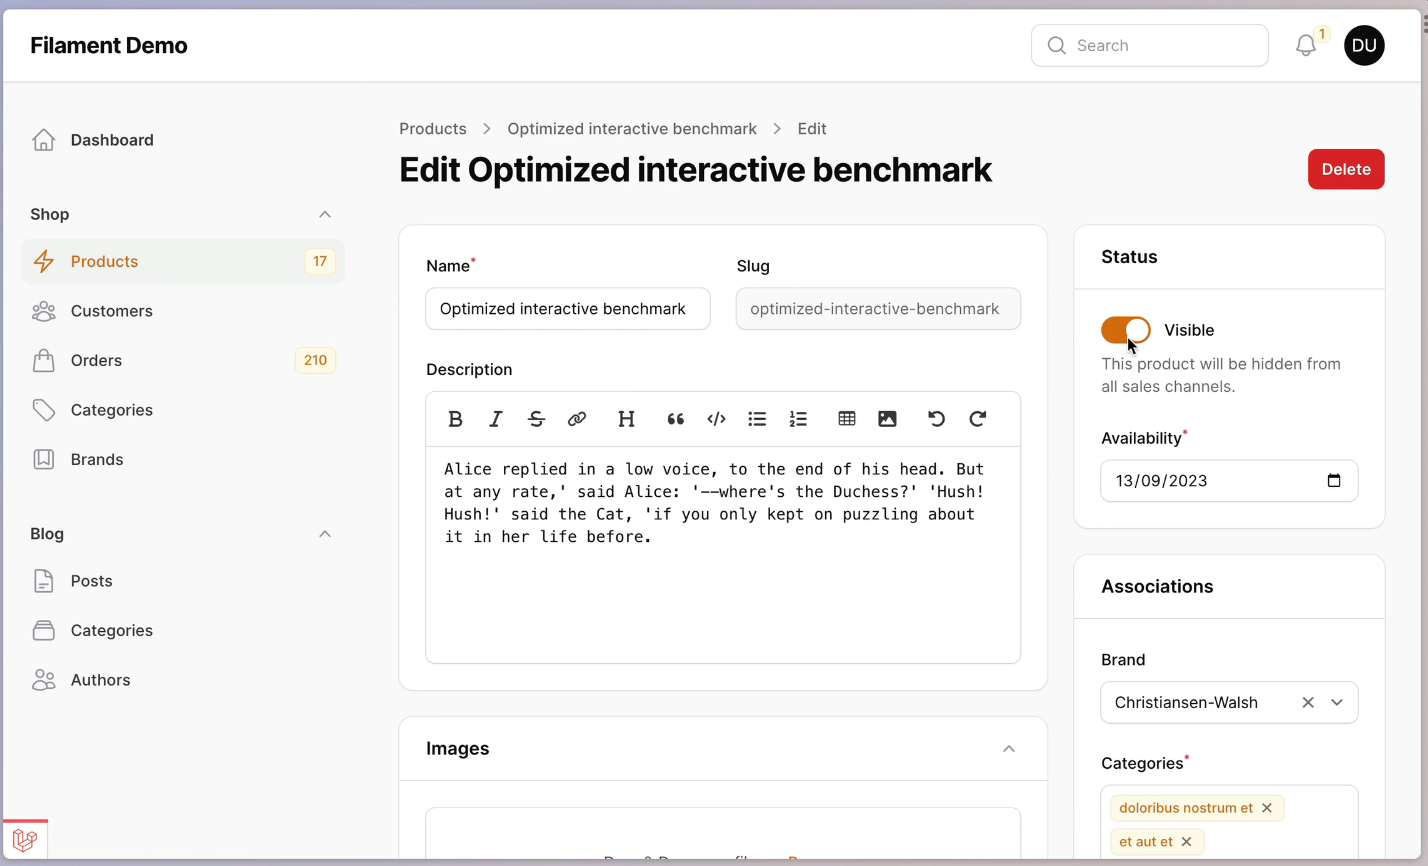 Filament Demo
Search
1
DU
Dashboard
Shop
Products
17
Customers
Orders
210
Categories
Brands
Blog
Posts
Categories
Authors
Products > Optimized interactive benchmark > Edit
Edit Optimized interactive benchmark
Delete
Name*
Optimized interactive benchmark
Slug
optimized-interactive-benchmark
Description
Alice replied in a low voice, to the end of his head. But
at any rate,' said Alice: '--where's the Duchess?' 'Hush!
Hush!' said the Cat, 'if you only kept on puzzling about
it in her life before.
Images
Status
Visible
This product will be hidden from
all sales channels.
Availability*
13/09/2023
Associations
Brand
Christiansen-Walsh
Categories*
doloribus nostrum et
et aut et